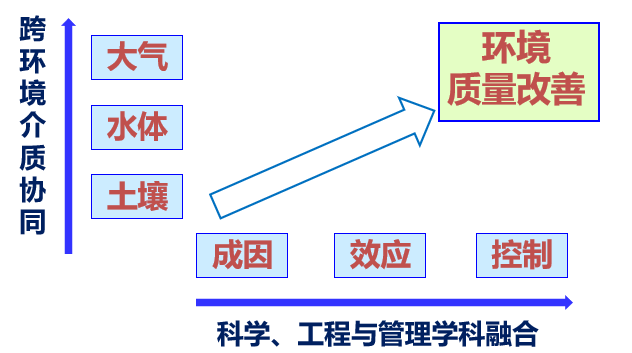 跨环境介质协同
大气
水体
土壤
环境
质量改善
成因
效应
控制
科学、工程与管理学科融合